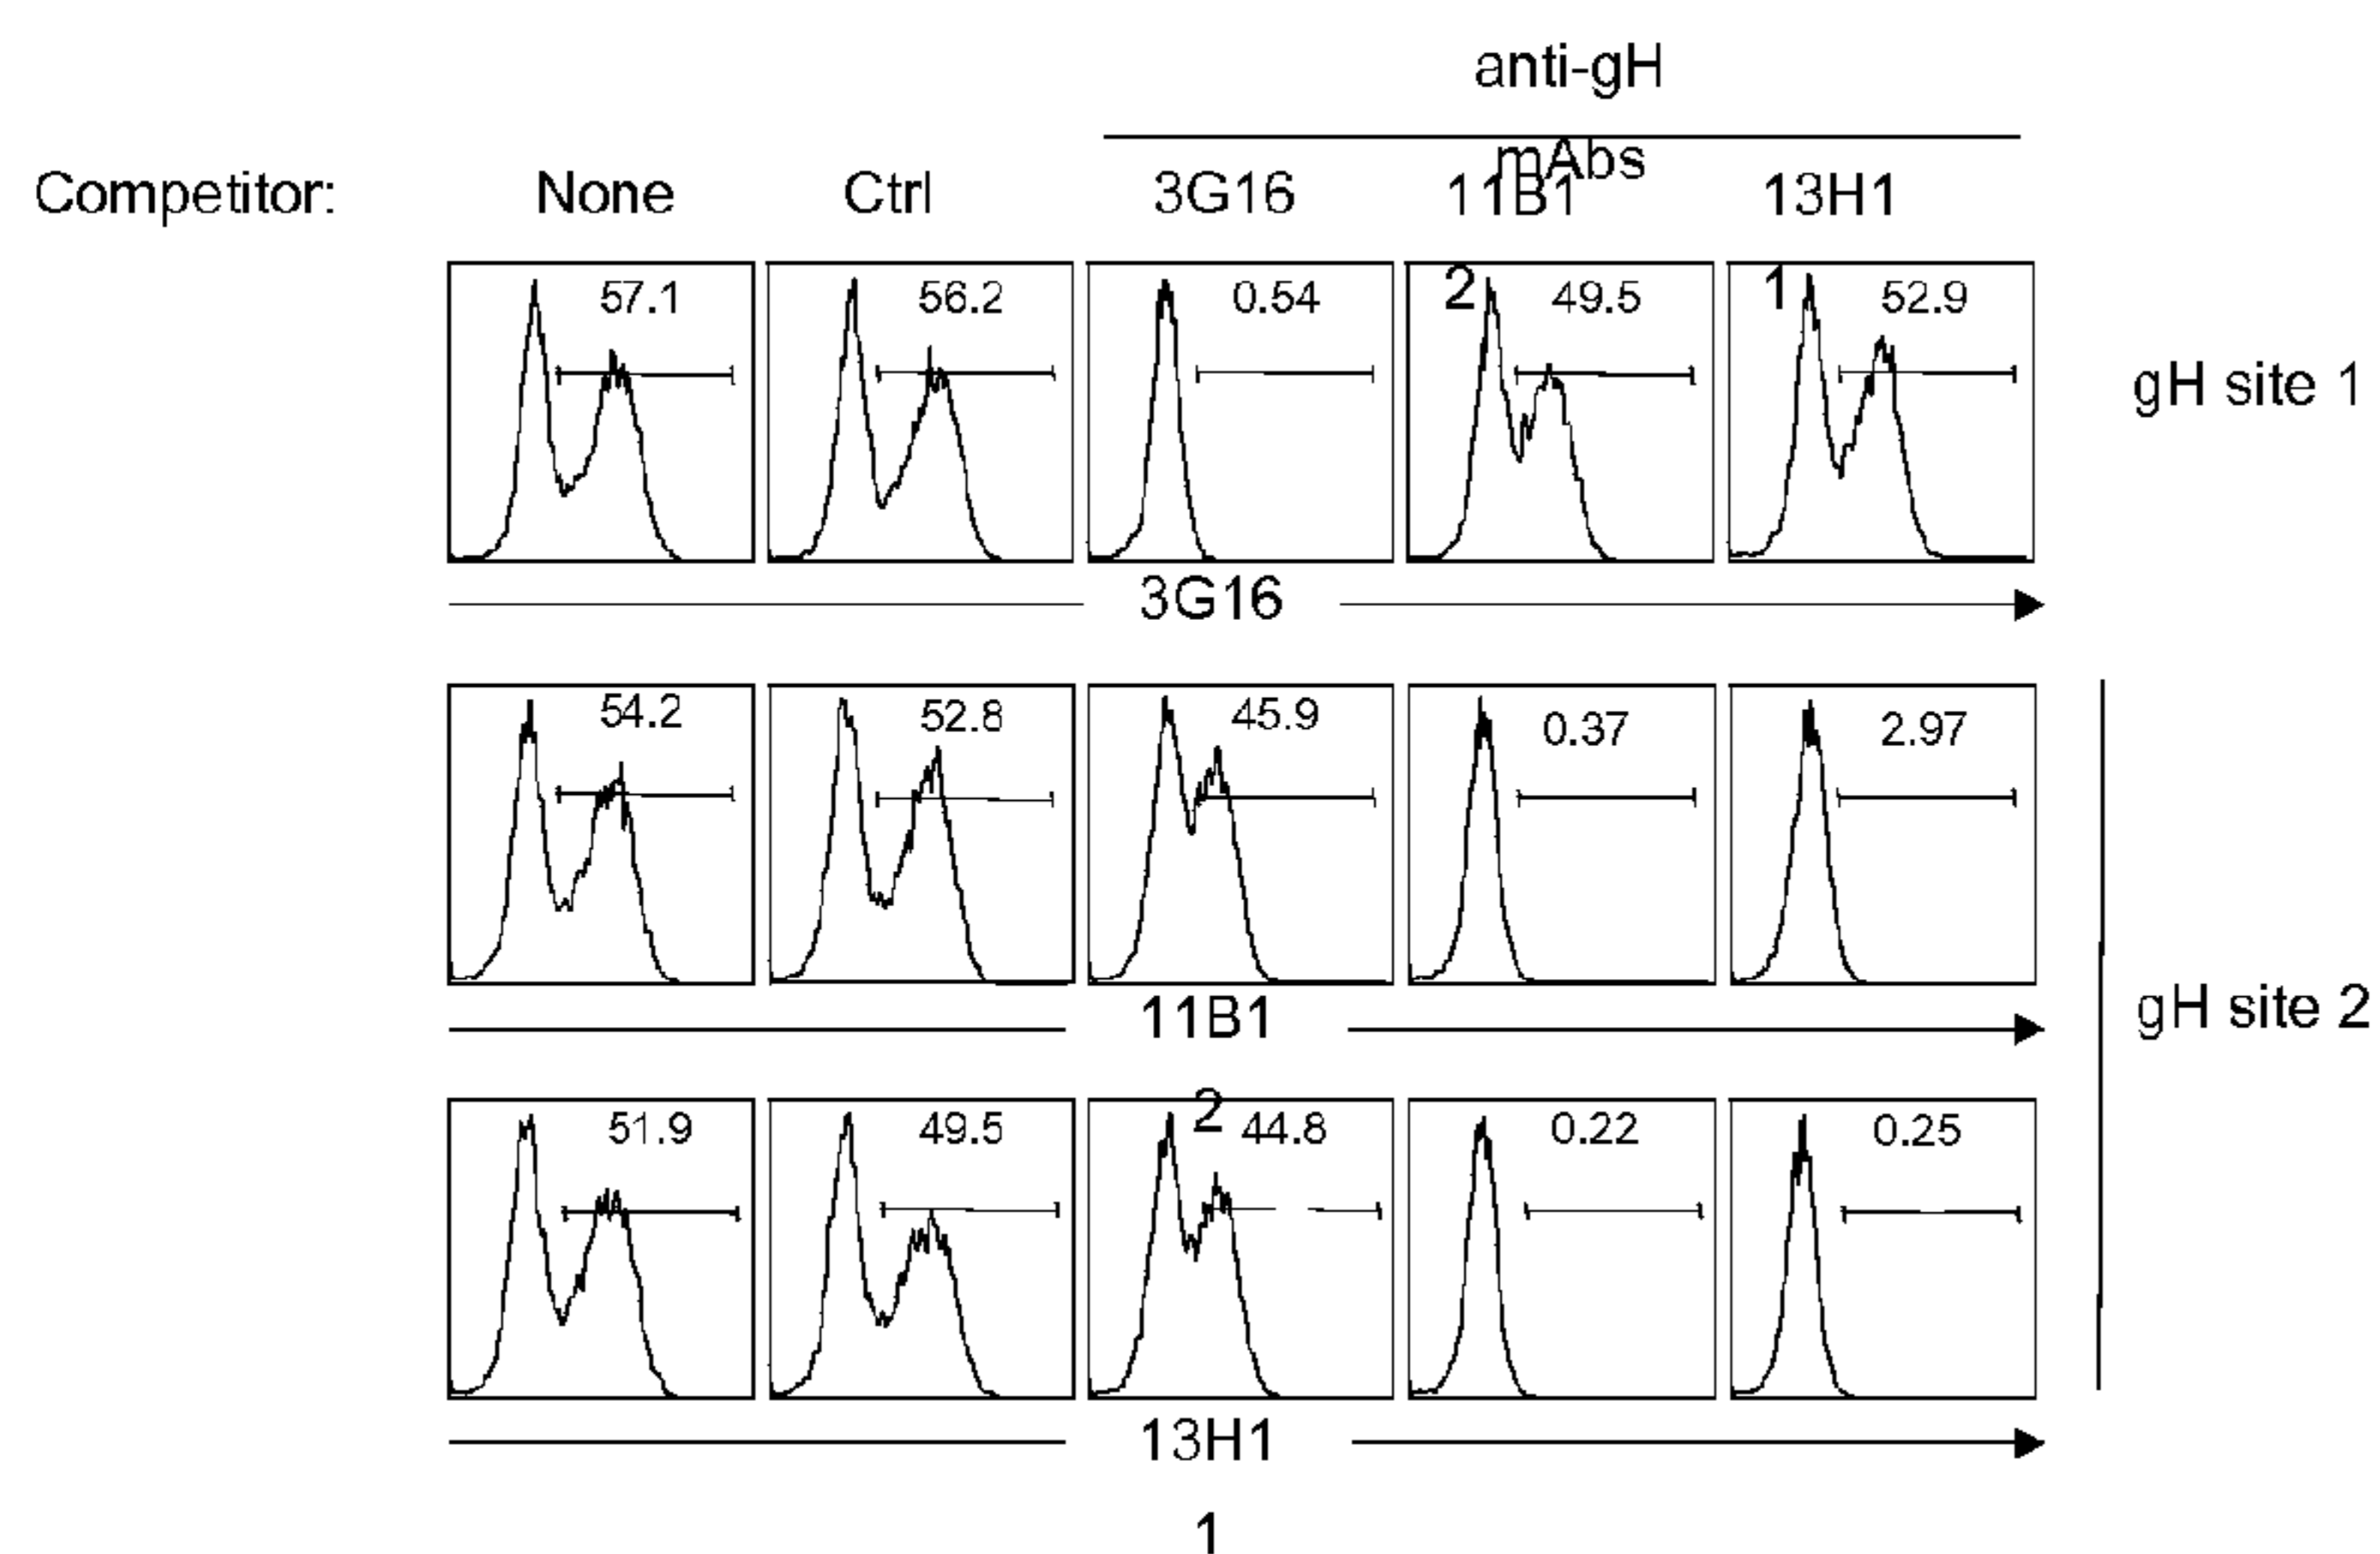 anti-gH
mAbs
Competitor: None Ctrl 3G16 11B1 13H1
2 1
57.1 56.2 0.54 49.5 52.9
gH site 1
3G16
54.2 52.8 45.9 0.37 2.97
gH site 2
11B1
2
51.9 49.5 44.8 0.22 0.25
13H1
1